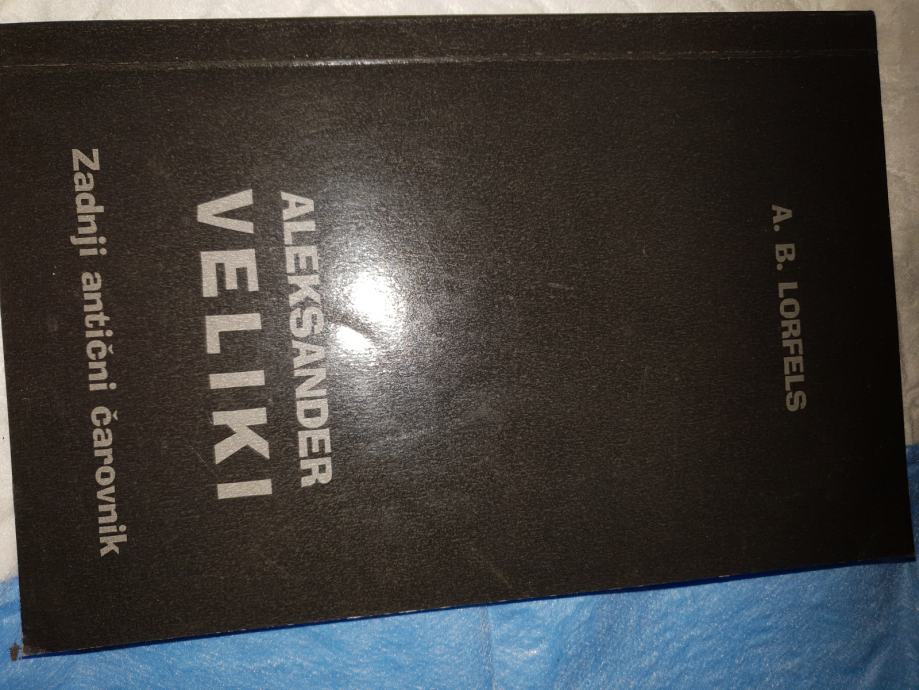 A. B. LORFELS
ALEKSANDER
VELIKI
Zadnji antični čarovnik